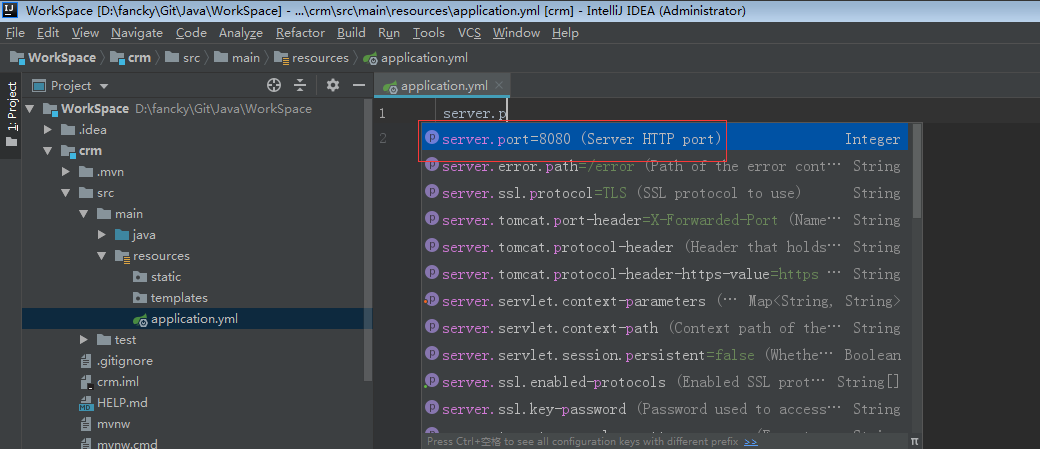 WorkSpace [D:\fancky\Git\Java\WorkSpace] - ...\crm\src\main\resources\application.yml [crm] - IntelliJ IDEA (Administrator)
File Edit View Navigate Code Analyze Refactor Build Run Tools VCS Window Help
WorkSpace crm src main resources application.yml
1: Project
Project
WorkSpace D:\fancky\Git\Java\WorkSpace
.idea
crm
.mvn
src
main
java
resources
static
templates
application.yml
test
.gitignore
crm.iml
HELP.md
mvnw
mvnw.cmd
application.yml
1 server.p
2
server.port=8080 (Server HTTP port) Integer
server.error.path=/error (Path of the error cont… String
server.ssl.protocol=TLS (SSL protocol to use) String
server.tomcat.port-header=X-Forwarded-Port (Name… String
server.tomcat.protocol-header (Header that holds… String
server.tomcat.protocol-header-https-value=https … String
server.servlet.context-parameters (… Map<String, String>
server.servlet.context-path (Context path of the… String
server.servlet.session.persistent=false (Whethe… Boolean
server.ssl.enabled-protocols (Enabled SSL prot… String[]
server.ssl.key-password (Password used to access… String
Press Ctrl+空格 to see all configuration keys with different prefix >>
π